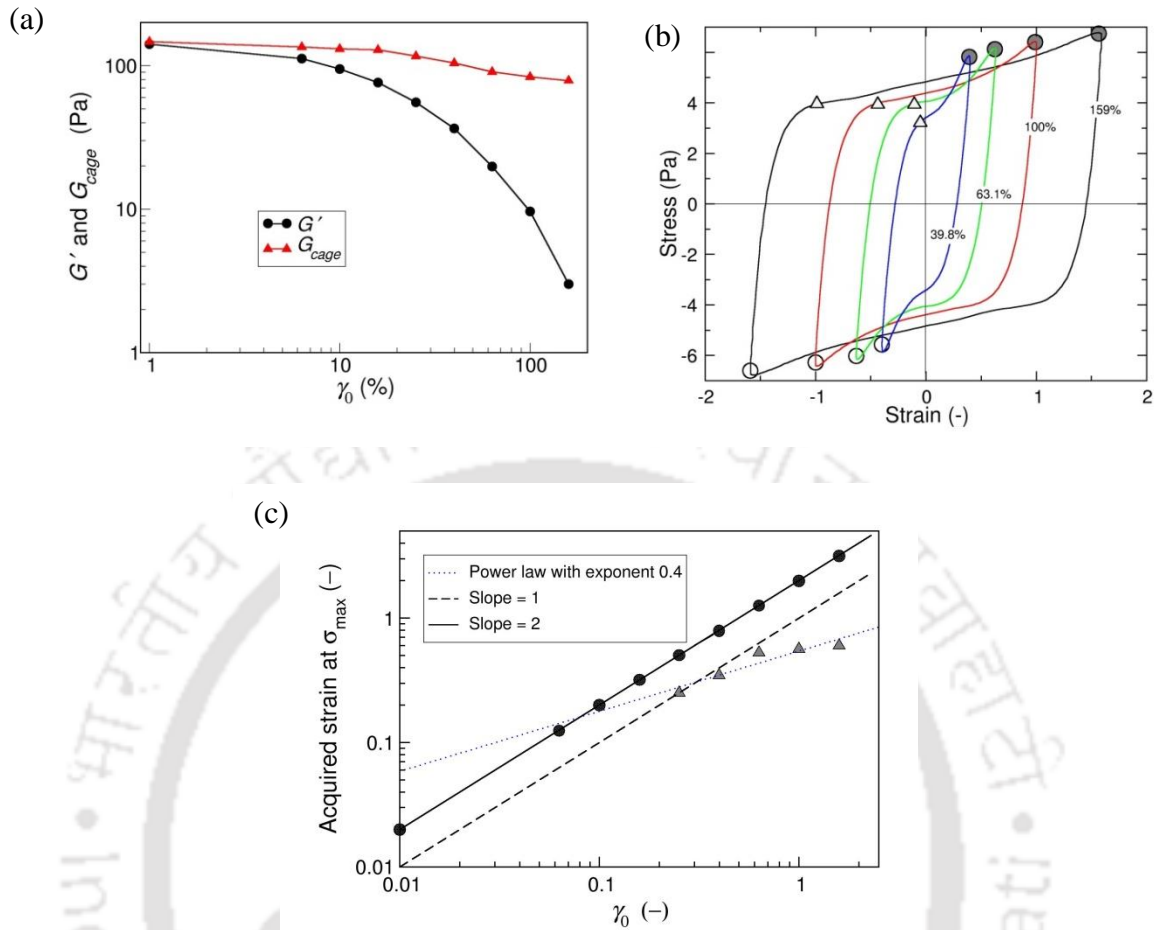 (a)
G′ and G_cage (Pa)
100
10
1
G′
G_cage
1
10
100
γ₀ (%)
(b)
Stress (Pa)
4
2
0
-2
-4
-6
159%
100%
63.1%
39.8%
-2
-1
0
1
2
Strain (-)
(c)
Acquired strain at σ_max (–)
1
0.1
0.01
Power law with exponent 0.4
Slope = 1
Slope = 2
0.01
0.1
1
γ₀ (–)